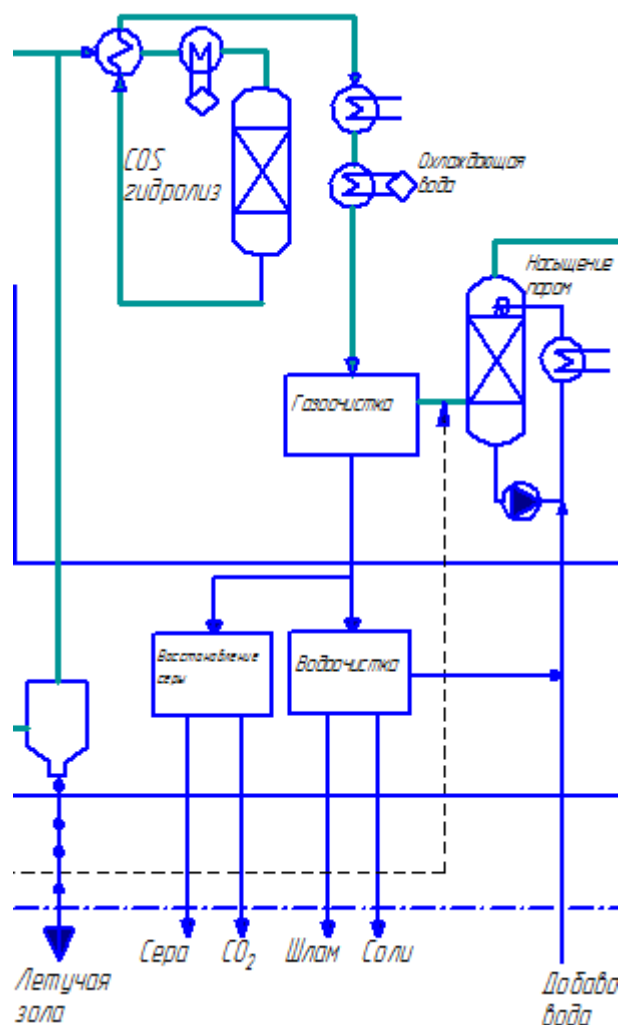 COS
гидролиз
Охлаждающая
вода
Насыщение
паром
Газоочистка
Восстановление
серы
Водоочистка
Сера
CO₂
Шлам
Соли
Летучая
зола
Добаво
вода